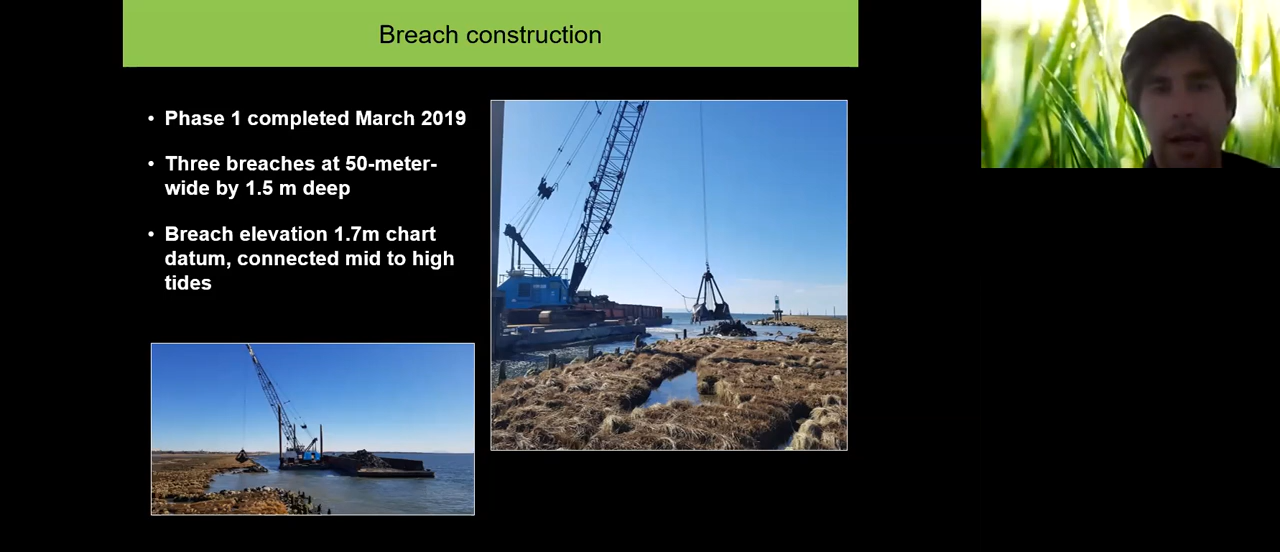 Breach construction
• Phase 1 completed March 2019
• Three breaches at 50-meter-
wide by 1.5 m deep
• Breach elevation 1.7m chart
datum, connected mid to high
tides